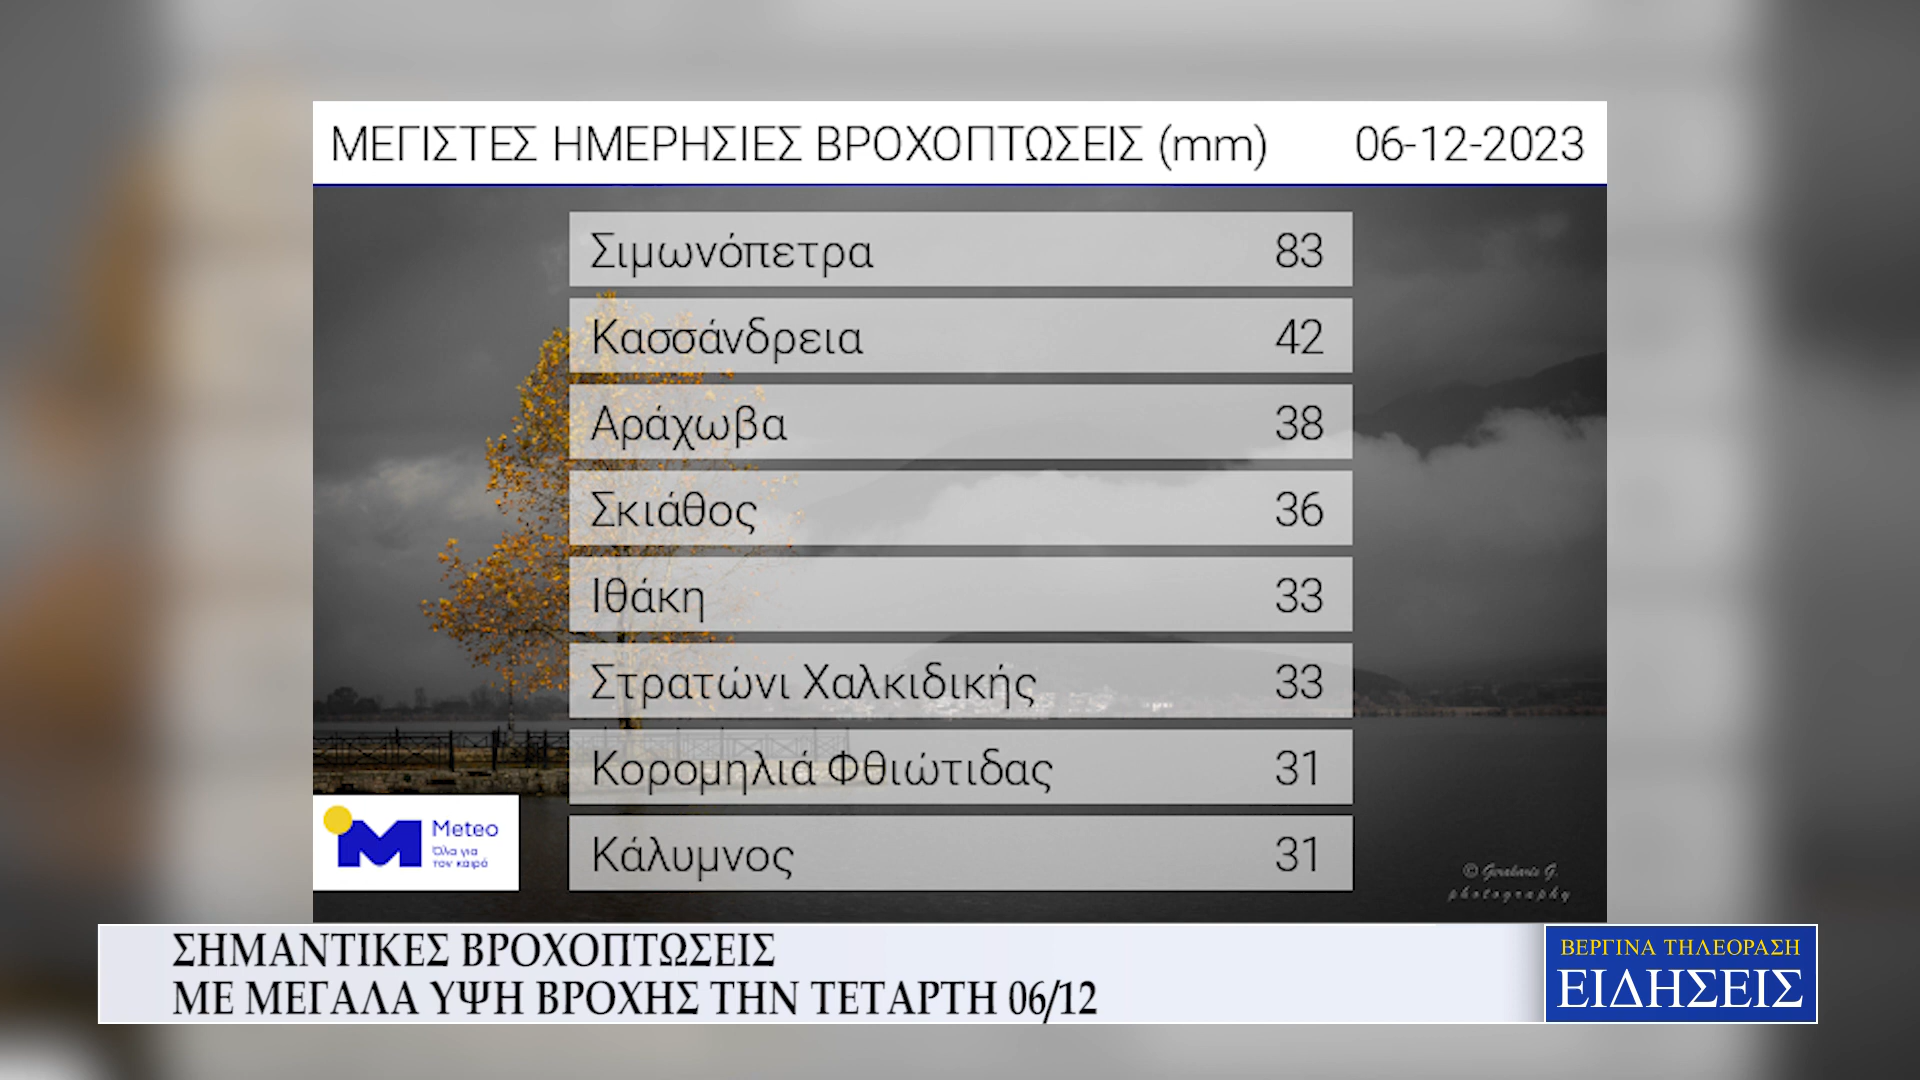 ΜΕΓΙΣΤΕΣ ΗΜΕΡΗΣΙΕΣ ΒΡΟΧΟΠΤΩΣΕΙΣ (mm) 06-12-2023
Σιμωνόπετρα 83
Κασσάνδρεια 42
Αράχωβα 38
Σκιάθος 36
Ιθάκη 33
Στρατώνι Χαλκιδικής 33
Κορομηλιά Φθιώτιδας 31
Κάλυμνος 31
Meteo
Όλα για
τον καιρό
© G.
photography
ΣΗΜΑΝΤΙΚΕΣ ΒΡΟΧΟΠΤΩΣΕΙΣ
ΜΕ ΜΕΓΑΛΑ ΥΨΗ ΒΡΟΧΗΣ ΤΗΝ ΤΕΤΑΡΤΗ 06/12
ΒΕΡΓΙΝΑ ΤΗΛΕΟΡΑΣΗ
ΕΙΔΗΣΕΙΣ